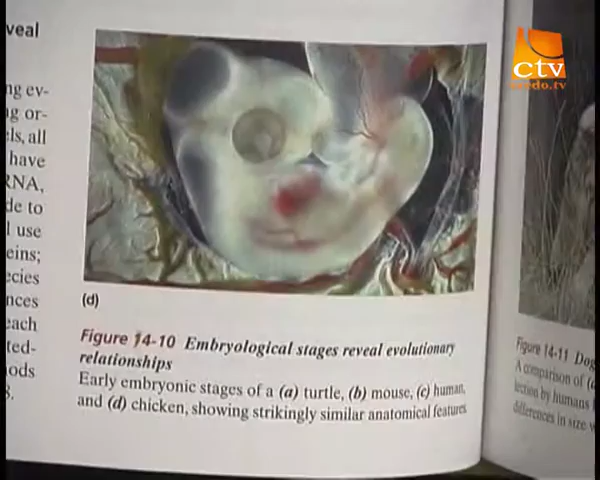 veal
ng ev-
ng or-
els, all
have
RNA,
de to
l use
eins;
ecies
nces
each
ted-
ods
8.
(d)
Figure 14-10 Embryological stages reveal evolutionary
relationships
Early embryonic stages of a (a) turtle, (b) mouse, (c) human,
and (d) chicken, showing strikingly similar anatomical features
Figure 14-11 Dog
A comparison of (
lection by humans
differences in size
ctv